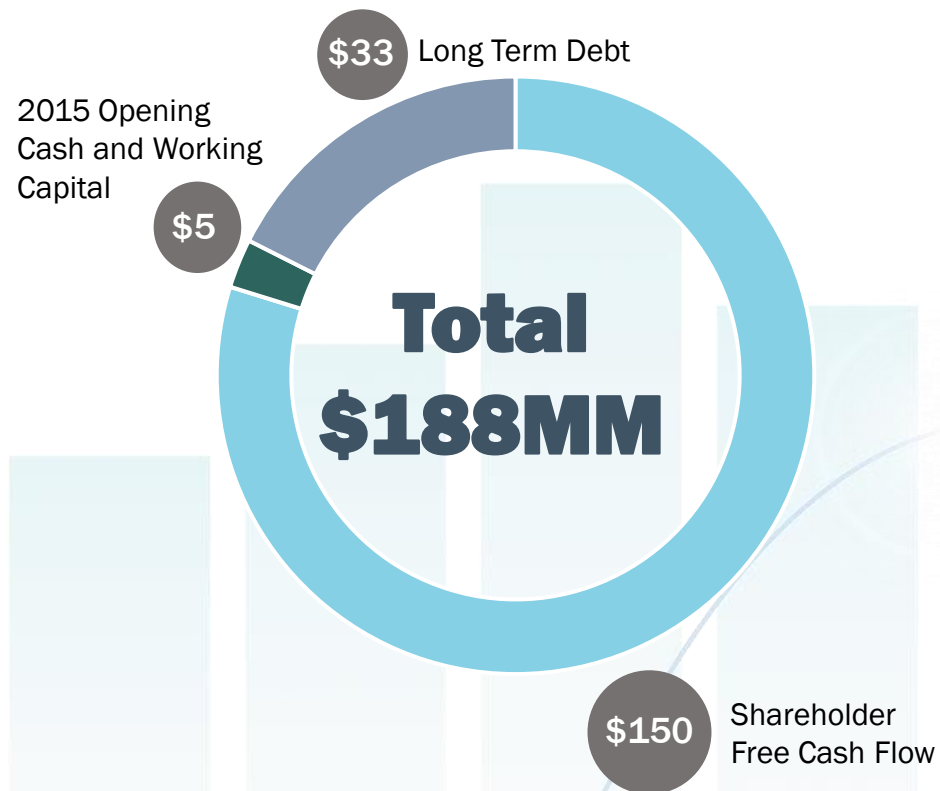 $33
Long Term Debt
2015 Opening
Cash and Working
Capital
$5
Total
$188MM
$150
Shareholder
Free Cash Flow